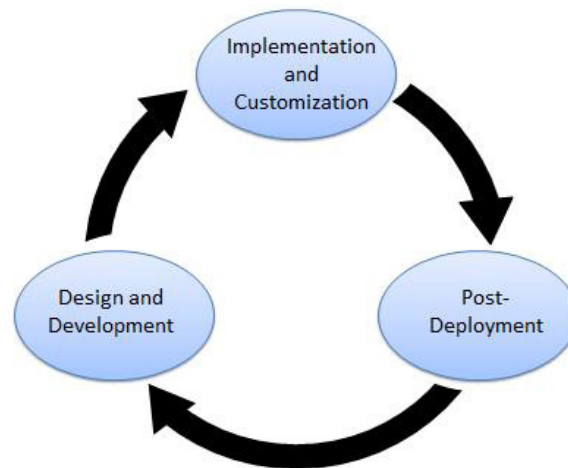 Implementation
and
Customization
Design and
Development
Post-
Deployment